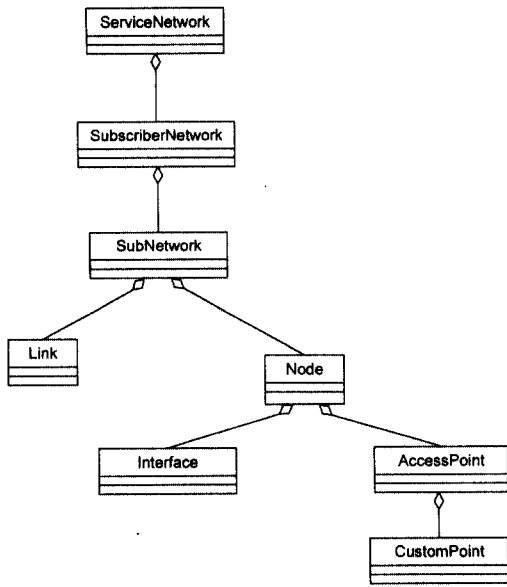 ServiceNetwork
SubscriberNetwork
SubNetwork
Link
Node
Interface
AccessPoint
CustomPoint